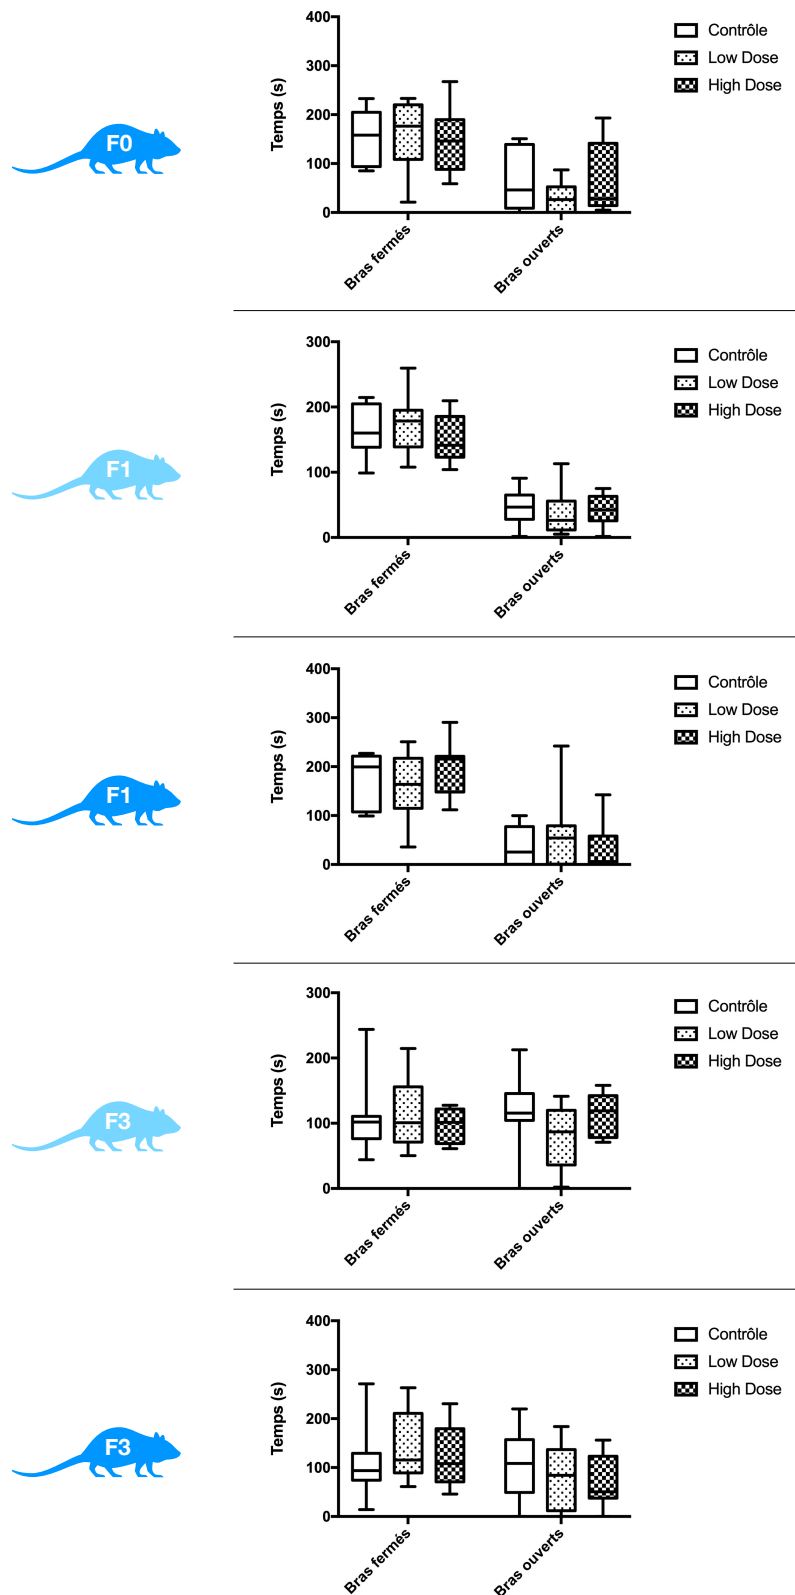 F0
Temps (s)
400
300
200
100
0
Bras fermés
Bras ouverts
Contrôle
Low Dose
High Dose
F1
Temps (s)
300
200
100
0
Bras fermés
Bras ouverts
Contrôle
Low Dose
High Dose
F1
Temps (s)
400
300
200
100
0
Bras fermés
Bras ouverts
Contrôle
Low Dose
High Dose
F3
Temps (s)
300
200
100
0
Bras fermés
Bras ouverts
Contrôle
Low Dose
High Dose
F3
Temps (s)
400
300
200
100
0
Bras fermés
Bras ouverts
Contrôle
Low Dose
High Dose